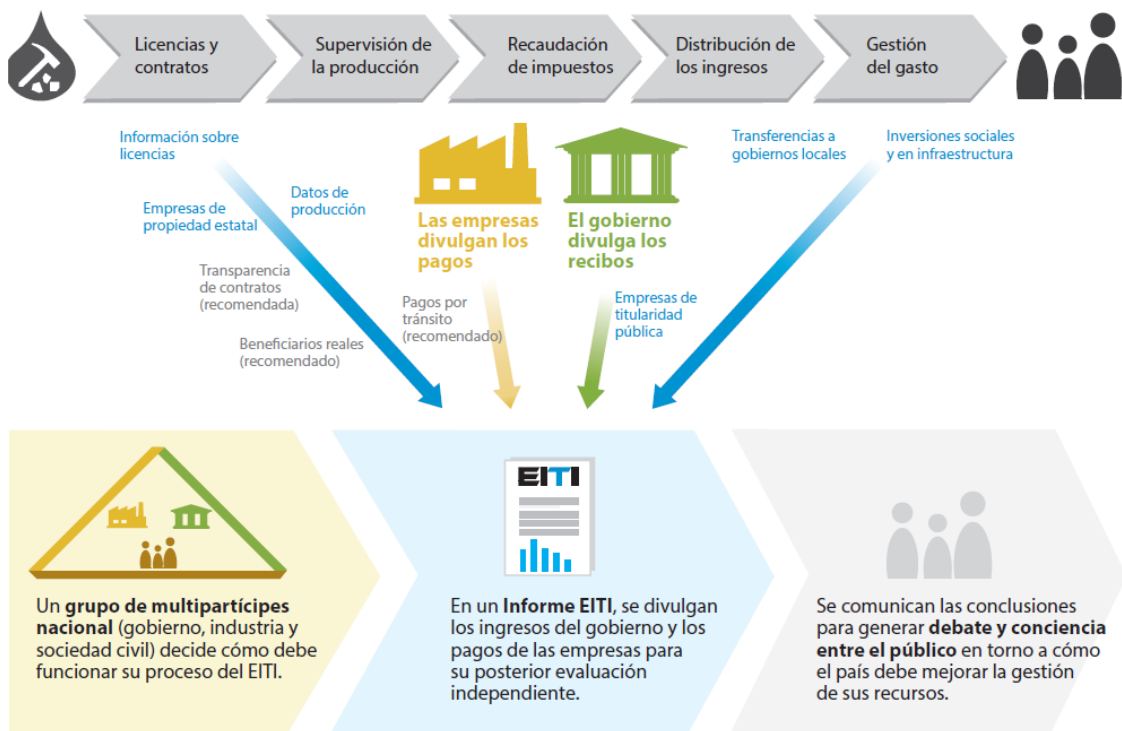 Licencias y
contratos
Supervisión de
la producción
Recaudación
de impuestos
Distribución de
los ingresos
Gestión
del gasto
Información sobre
licencias
Empresas de
propiedad estatal
Datos de
producción
Transparencia
de contratos
(recomendada)
Beneficiarios reales
(recomendado)
Las empresas
divulgan los
pagos
Pagos por
tránsito
(recomendado)
El gobierno
divulga los
recibos
Empresas de
titularidad
pública
Transferencias a
gobiernos locales
Inversiones sociales
y en infraestructura
Un grupo de multipartícipes
nacional (gobierno, industria y
sociedad civil) decide cómo debe
funcionar su proceso del EITI.
EITI
En un Informe EITI, se divulgan
los ingresos del gobierno y los
pagos de las empresas para
su posterior evaluación
independiente.
Se comunican las conclusiones
para generar debate y conciencia
entre el público en torno a cómo
el país debe mejorar la gestión
de sus recursos.